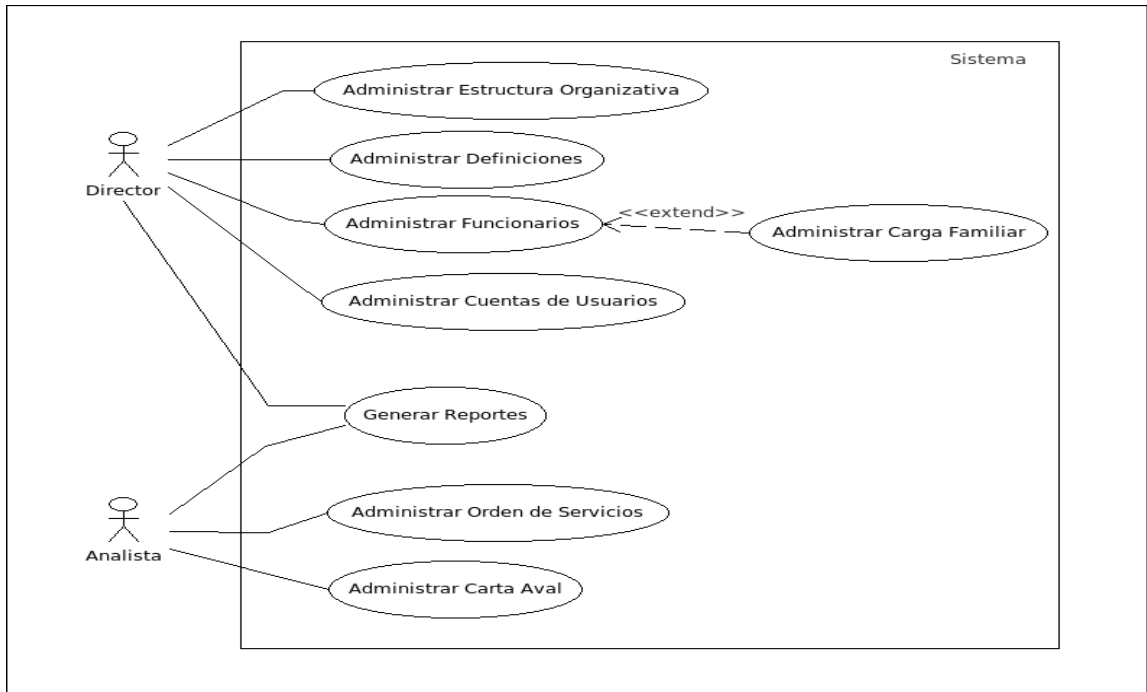 Sistema
Administrar Estructura Organizativa
Administrar Definiciones
Director
Administrar Funcionarios
<<extend>>
Administrar Carga Familiar
Administrar Cuentas de Usuarios
Generar Reportes
Administrar Orden de Servicios
Analista
Administrar Carta Aval